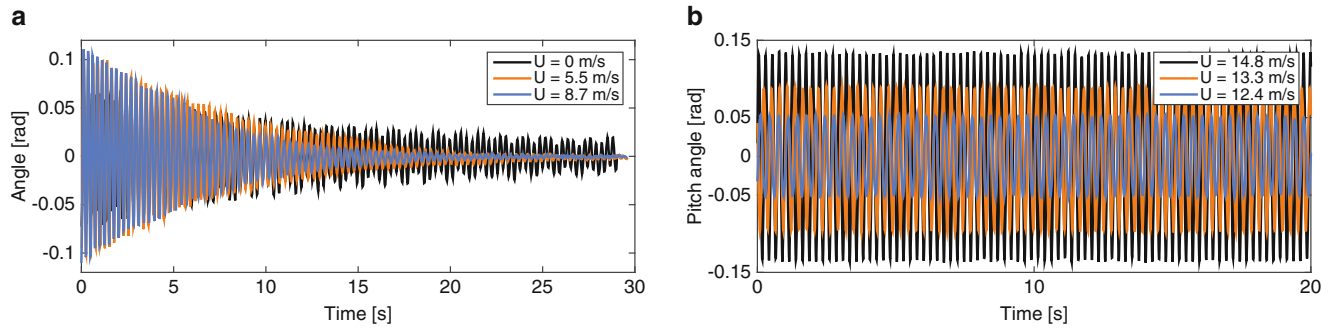 a
Angle [rad]
0.1
0.05
0
-0.05
-0.1
U = 0 m/s
U = 5.5 m/s
U = 8.7 m/s
0 5 10 15 20 25 30
Time [s]
b
Pitch angle [rad]
0.15
0.05
0
-0.05
-0.15
U = 14.8 m/s
U = 13.3 m/s
U = 12.4 m/s
0 10 20
Time [s]